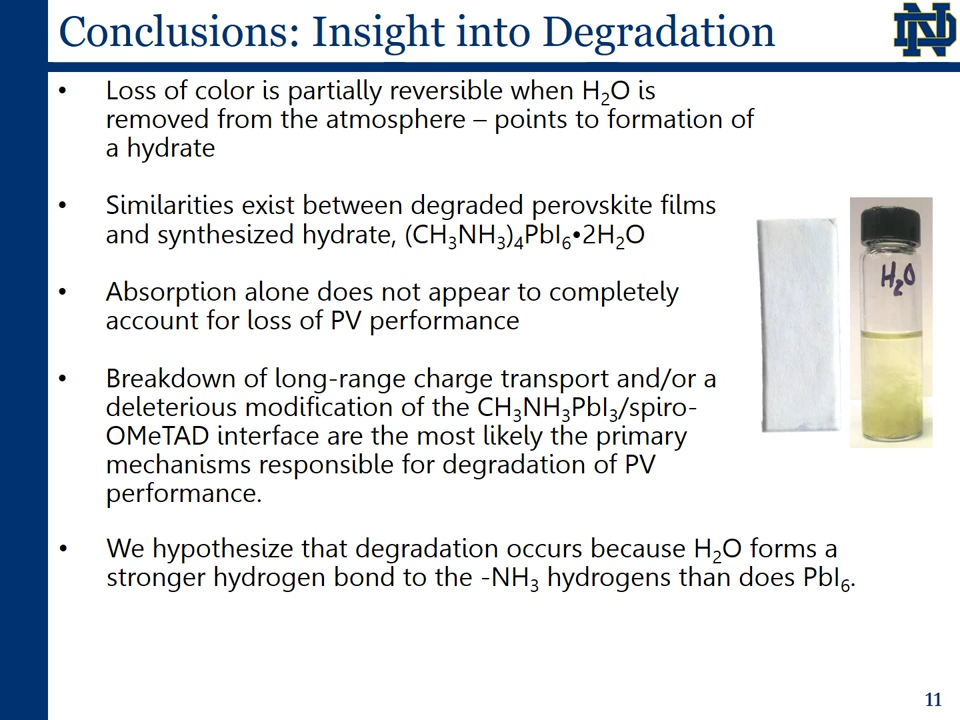 Conclusions: Insight into Degradation
ND
• Loss of color is partially reversible when H₂O is
removed from the atmosphere – points to formation of
a hydrate
• Similarities exist between degraded perovskite films
and synthesized hydrate, (CH₃NH₃)₄PbI₆•2H₂O
H₂O
• Absorption alone does not appear to completely
account for loss of PV performance
• Breakdown of long-range charge transport and/or a
deleterious modification of the CH₃NH₃PbI₃/spiro-
OMeTAD interface are the most likely the primary
mechanisms responsible for degradation of PV
performance.
• We hypothesize that degradation occurs because H₂O forms a
stronger hydrogen bond to the -NH₃ hydrogens than does PbI₆.
11